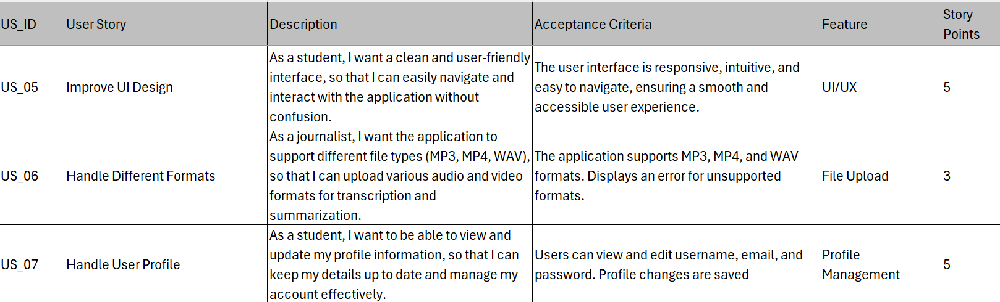 US_ID
User Story
Description
Acceptance Criteria
Feature
Story
Points
US_05
Improve UI Design
As a student, I want a clean and user-friendly
interface, so that I can easily navigate and
interact with the application without
confusion.
The user interface is responsive, intuitive, and
easy to navigate, ensuring a smooth and
accessible user experience.
UI/UX
5
US_06
Handle Different Formats
As a journalist, I want the application to
support different file types (MP3, MP4, WAV),
so that I can upload various audio and video
formats for transcription and
summarization.
The application supports MP3, MP4, and WAV
formats. Displays an error for unsupported
formats.
File Upload
3
US_07
Handle User Profile
As a student, I want to be able to view and
update my profile information, so that I can
keep my details up to date and manage my
account effectively.
Users can view and edit username, email, and
password. Profile changes are saved
Profile
Management
5